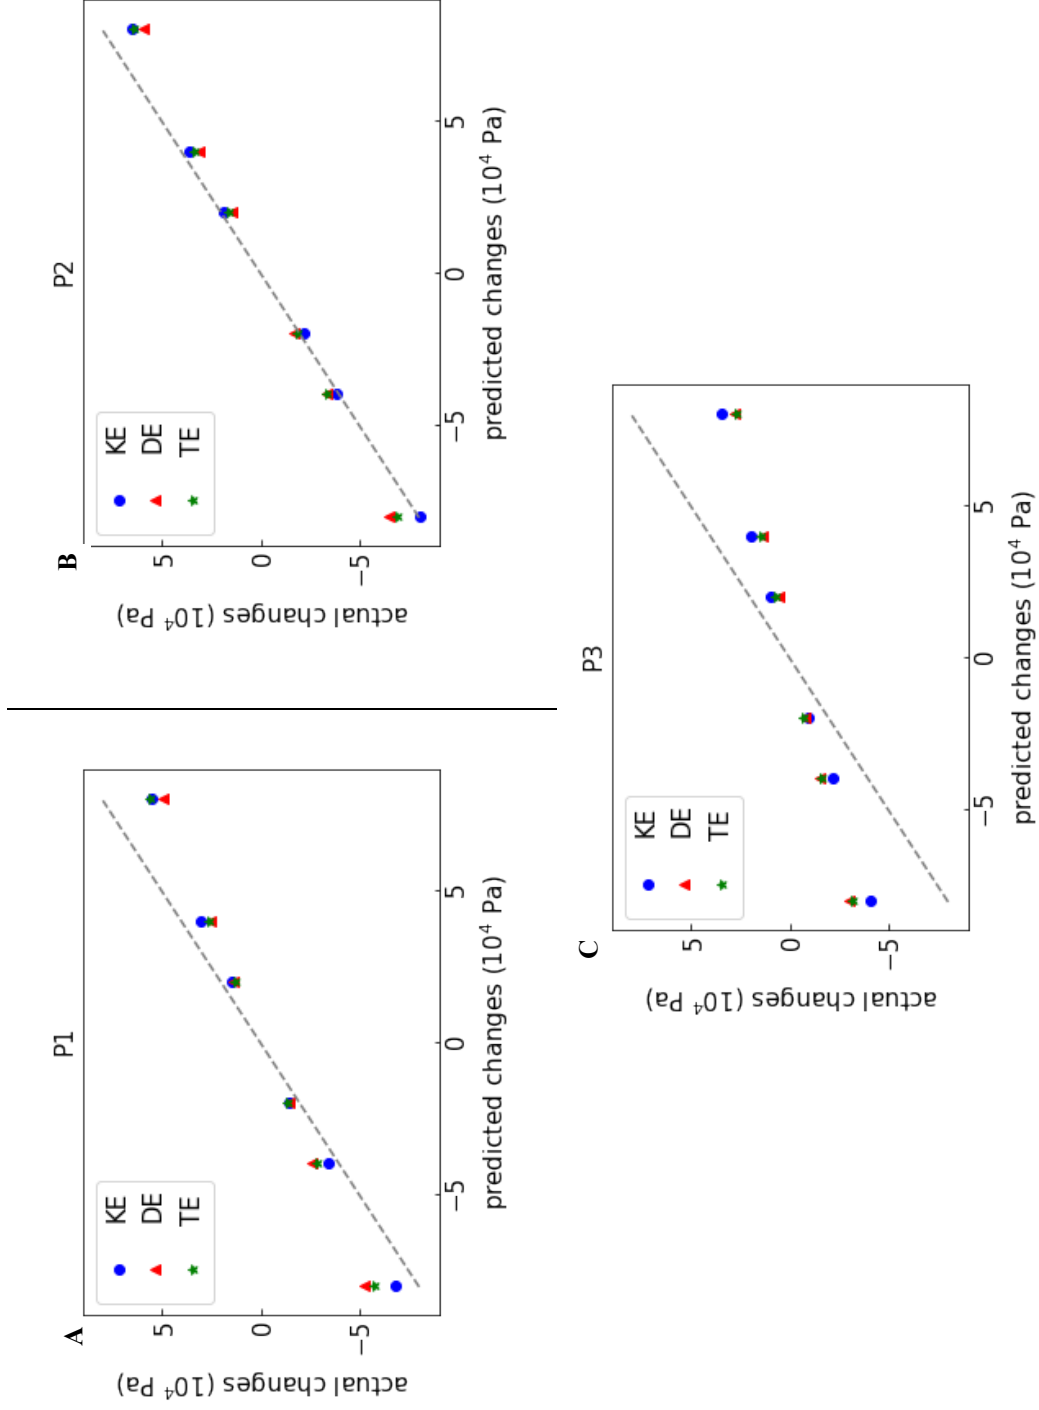 A
P1
KE
DE
TE
5
0
−5
actual changes (10⁴ Pa)
−5
0
5
predicted changes (10⁴ Pa)
B
P2
KE
DE
TE
5
0
−5
actual changes (10⁴ Pa)
−5
0
5
predicted changes (10⁴ Pa)
C
P3
KE
DE
TE
5
0
−5
actual changes (10⁴ Pa)
−5
0
5
predicted changes (10⁴ Pa)